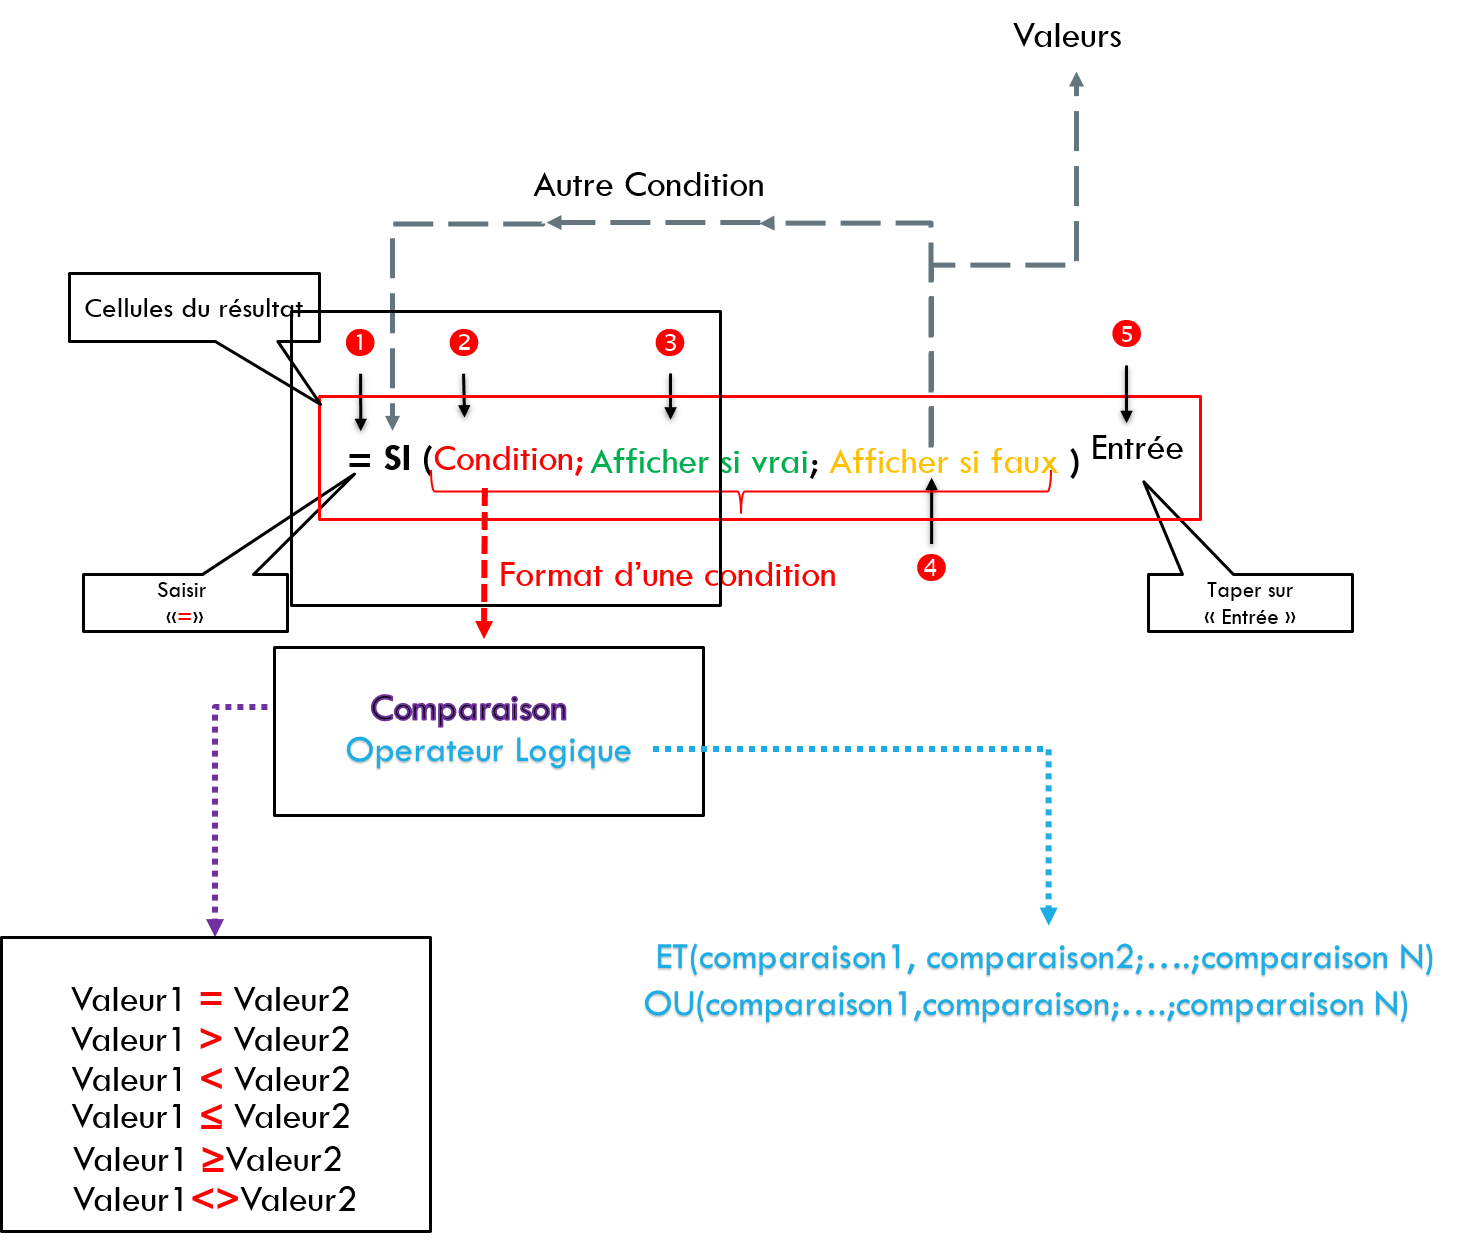 Valeurs
Autre Condition
Cellules du résultat
1 2 3 5
= SI (Condition; Afficher si vrai; Afficher si faux ) Entrée
4
Format d’une condition
Saisir
«=»
Taper sur
« Entrée »
Comparaison
Operateur Logique
ET(comparaison1, comparaison2;….;comparaison N)
OU(comparaison1,comparaison;….;comparaison N)
Valeur1 = Valeur2
Valeur1 > Valeur2
Valeur1 < Valeur2
Valeur1 ≤ Valeur2
Valeur1 ≥Valeur2
Valeur1<>Valeur2